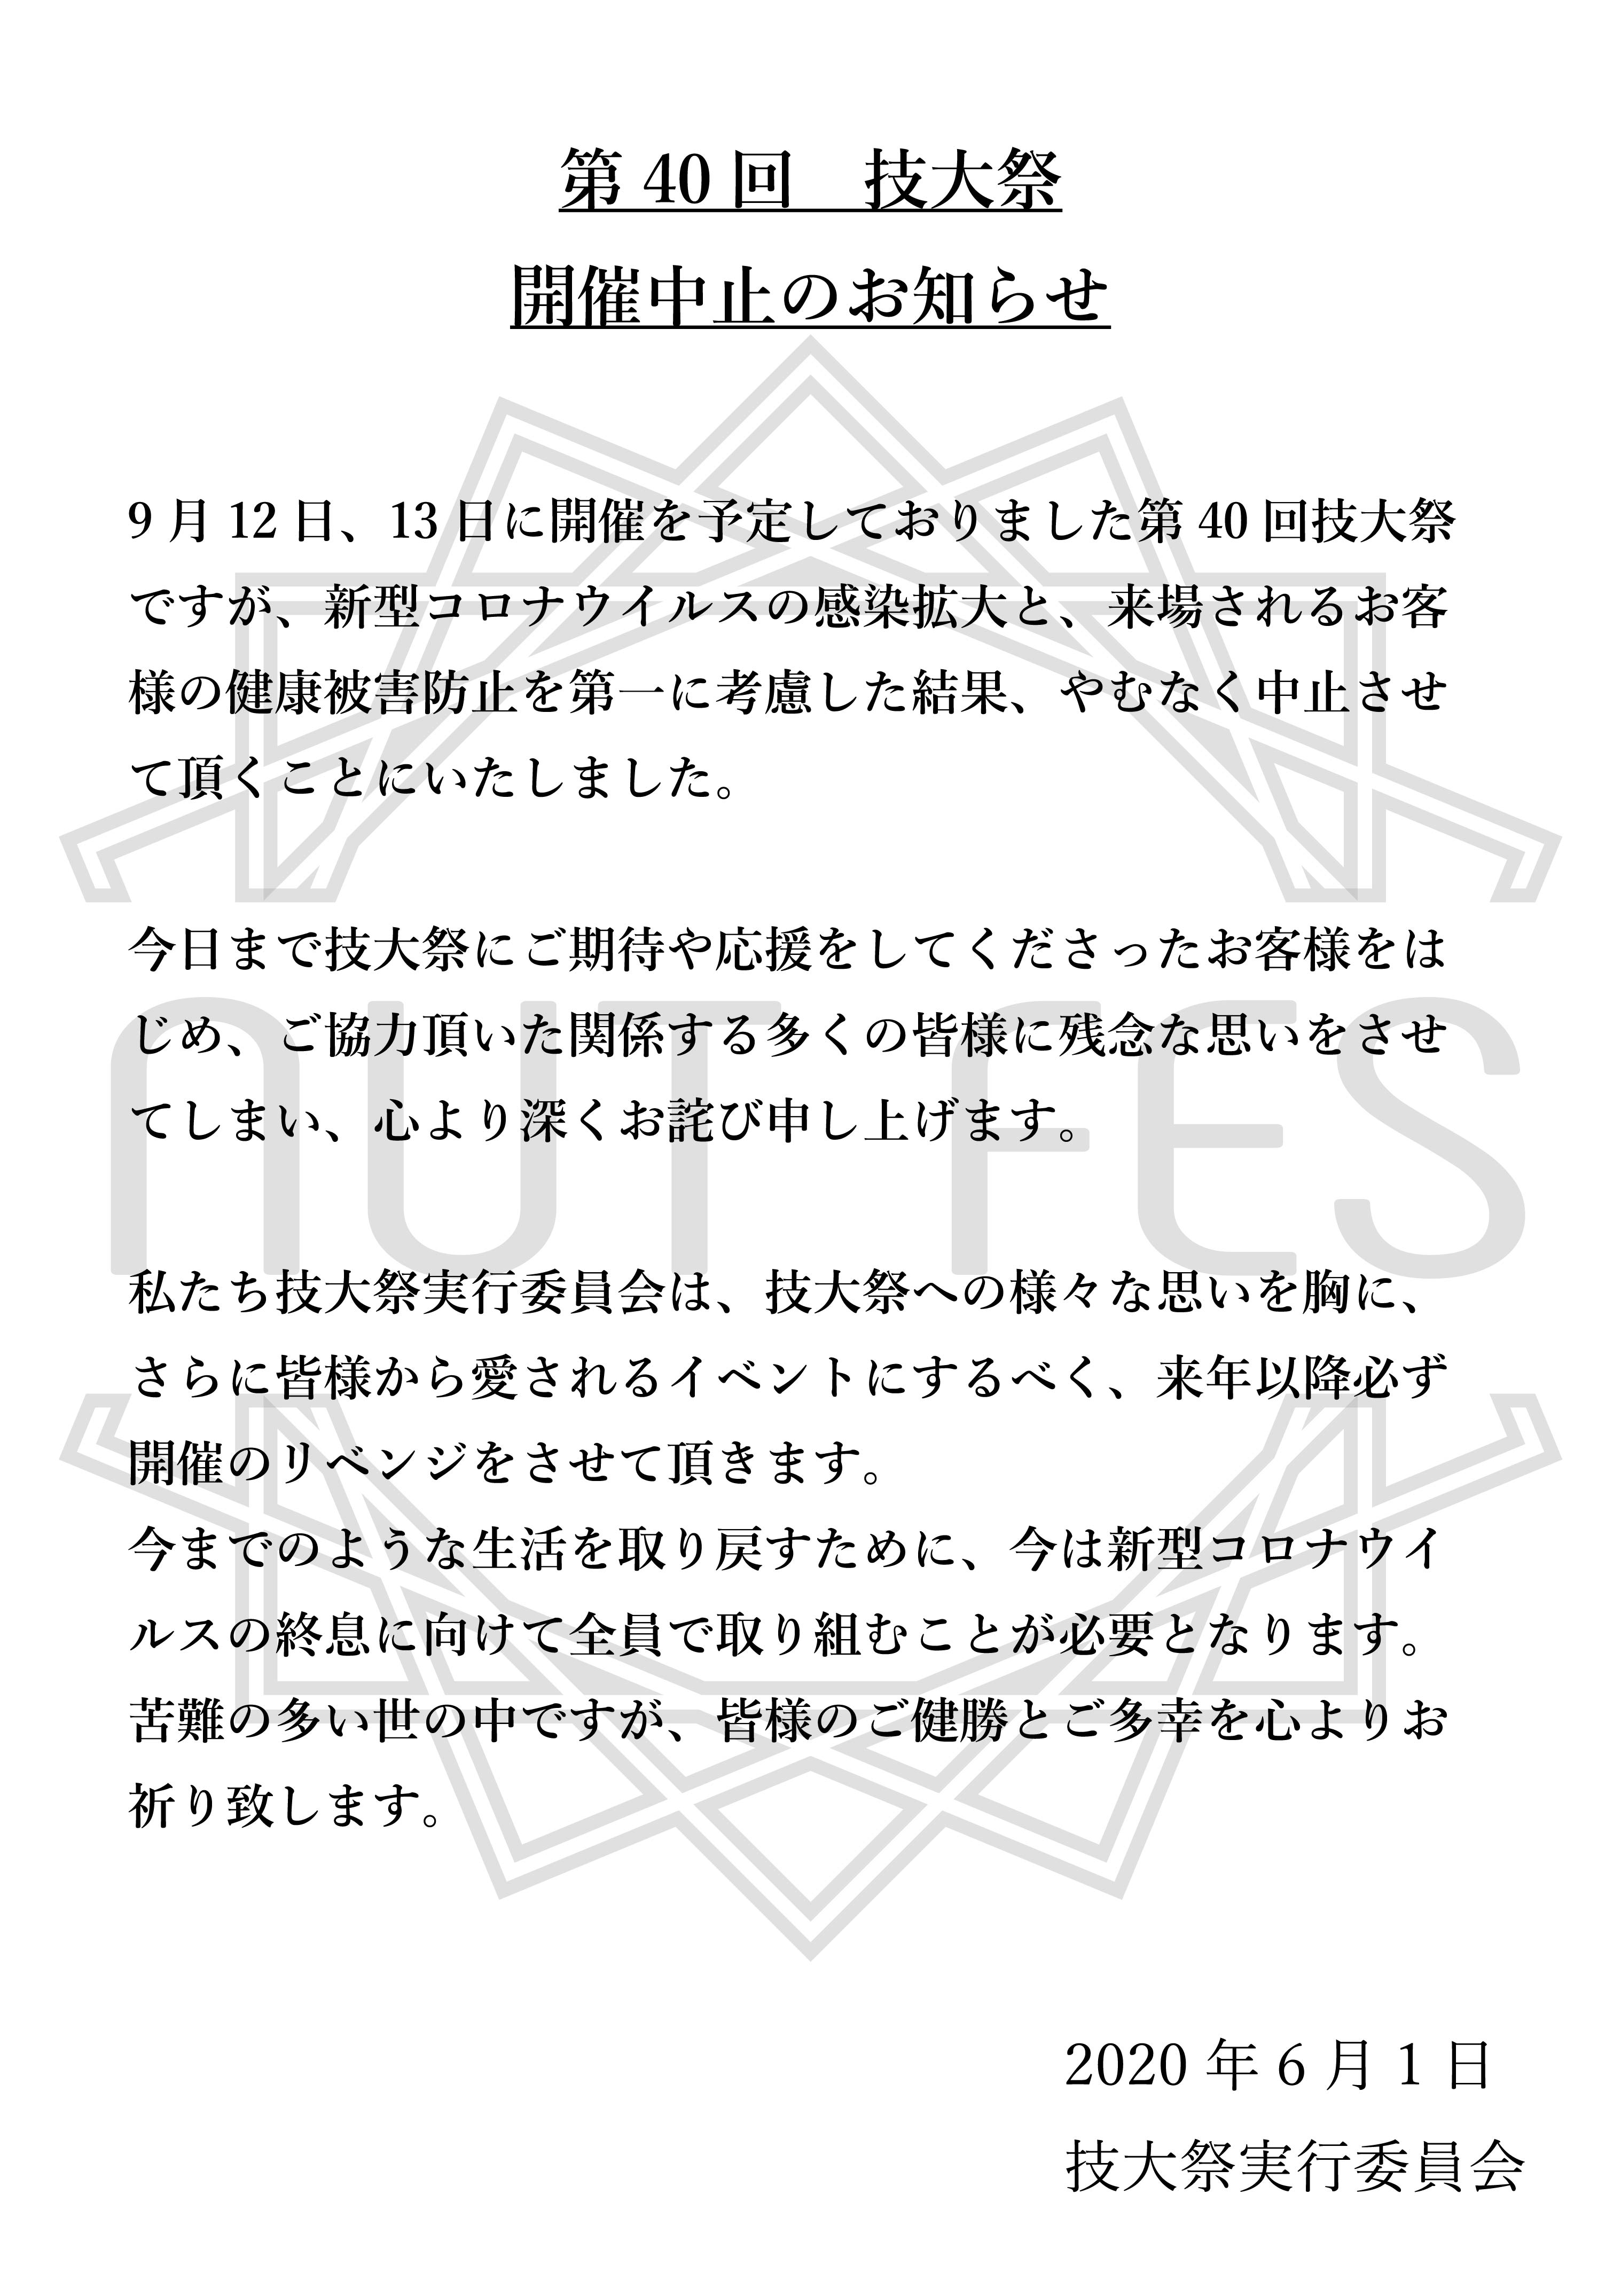 第 40 回　技大祭
開催中止のお知らせ
9 月 12 日、13 日に開催を予定しておりました第 40 回技大祭
ですが、新型コロナウイルスの感染拡大と、来場されるお客
様の健康被害防止を第一に考慮した結果、やむなく中止させ
て頂くことにいたしました。
今日まで技大祭にご期待や応援をしてくださったお客様をは
じめ、ご協力頂いた関係する多くの皆様に残念な思いをさせ
てしまい、心より深くお詫び申し上げます。
NUT FES
私たち技大祭実行委員会は、技大祭への様々な思いを胸に、
さらに皆様から愛されるイベントにするべく、来年以降必ず
開催のリベンジをさせて頂きます。
今までのような生活を取り戻すために、今は新型コロナウイ
ルスの終息に向けて全員で取り組むことが必要となります。
苦難の多い世の中ですが、皆様のご健勝とご多幸を心よりお
祈り致します。
2020 年 6 月 1 日
技大祭実行委員会